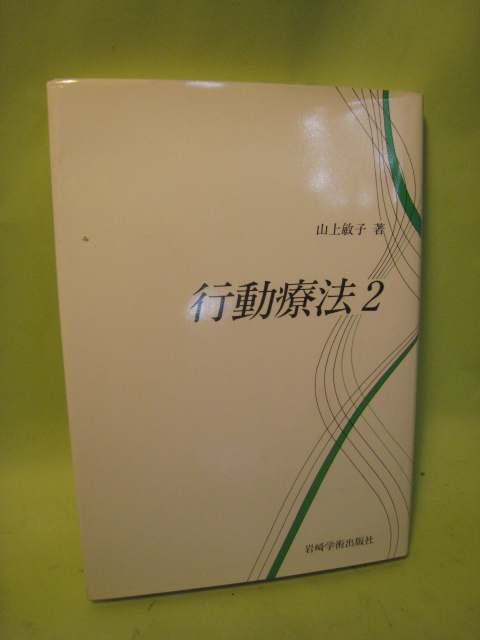 山上敏子 著
行動療法2
岩崎学術出版社